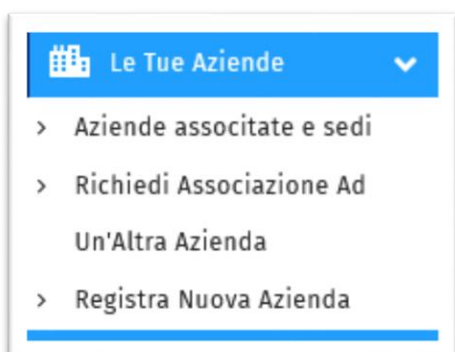 Le Tue Aziende
Aziende associtate e sedi
Richiedi Associazione Ad
Un'Altra Azienda
Registra Nuova Azienda